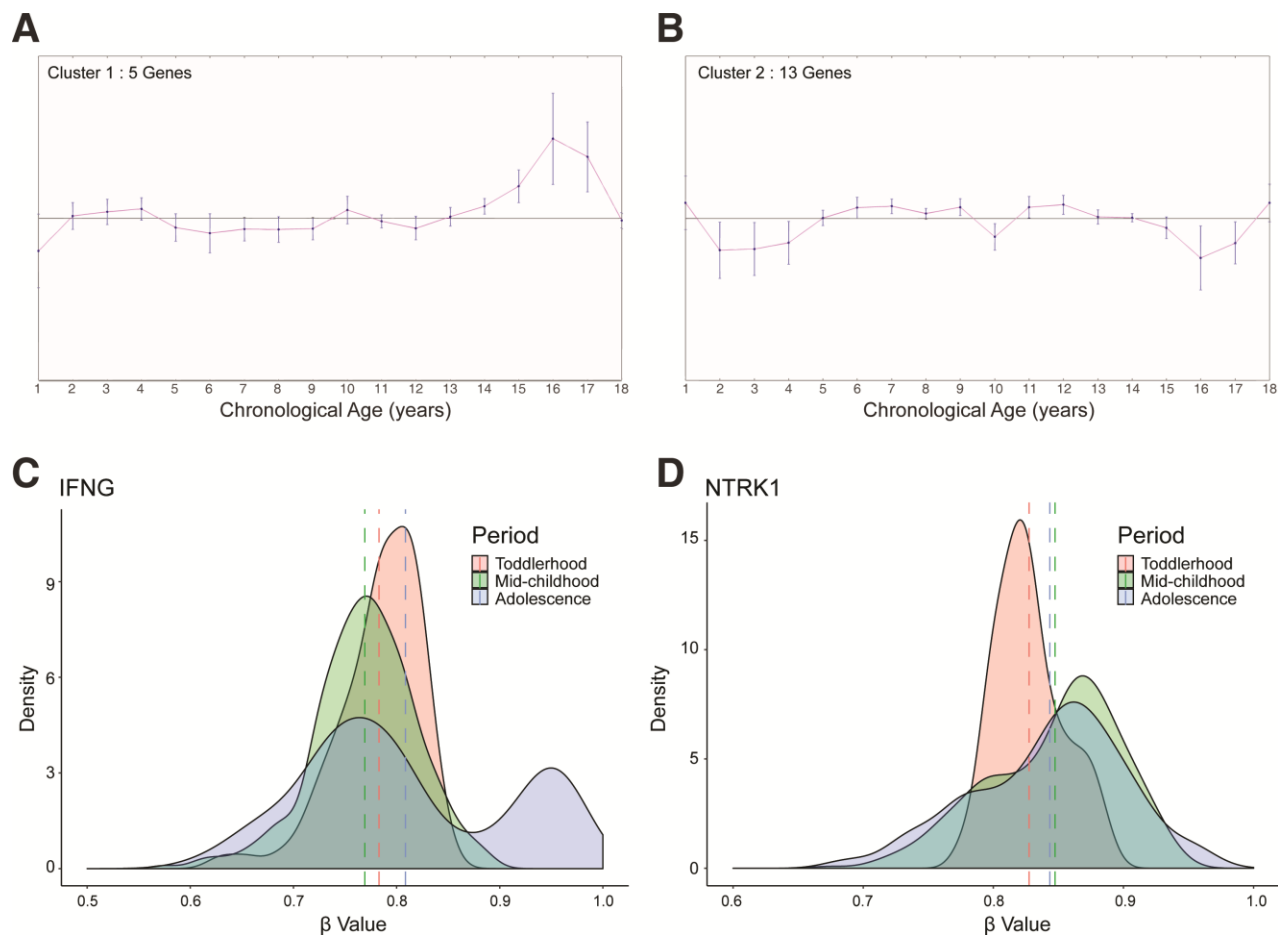 A
B
Cluster 1 : 5 Genes
Cluster 2 : 13 Genes
1 2 3 4 5 6 7 8 9 10 11 12 13 14 15 16 17 18
1 2 3 4 5 6 7 8 9 10 11 12 13 14 15 16 17 18
Chronological Age (years)
Chronological Age (years)
C
IFNG
Period
Toddlerhood
Mid-childhood
Adolescence
9
6
3
0
Density
0.5 0.7 0.8 0.9 1.0
β Value
D
NTRK1
Period
Toddlerhood
Mid-childhood
Adolescence
15
10
5
0
Density
0.6 0.7 0.8 0.9 1.0
β Value